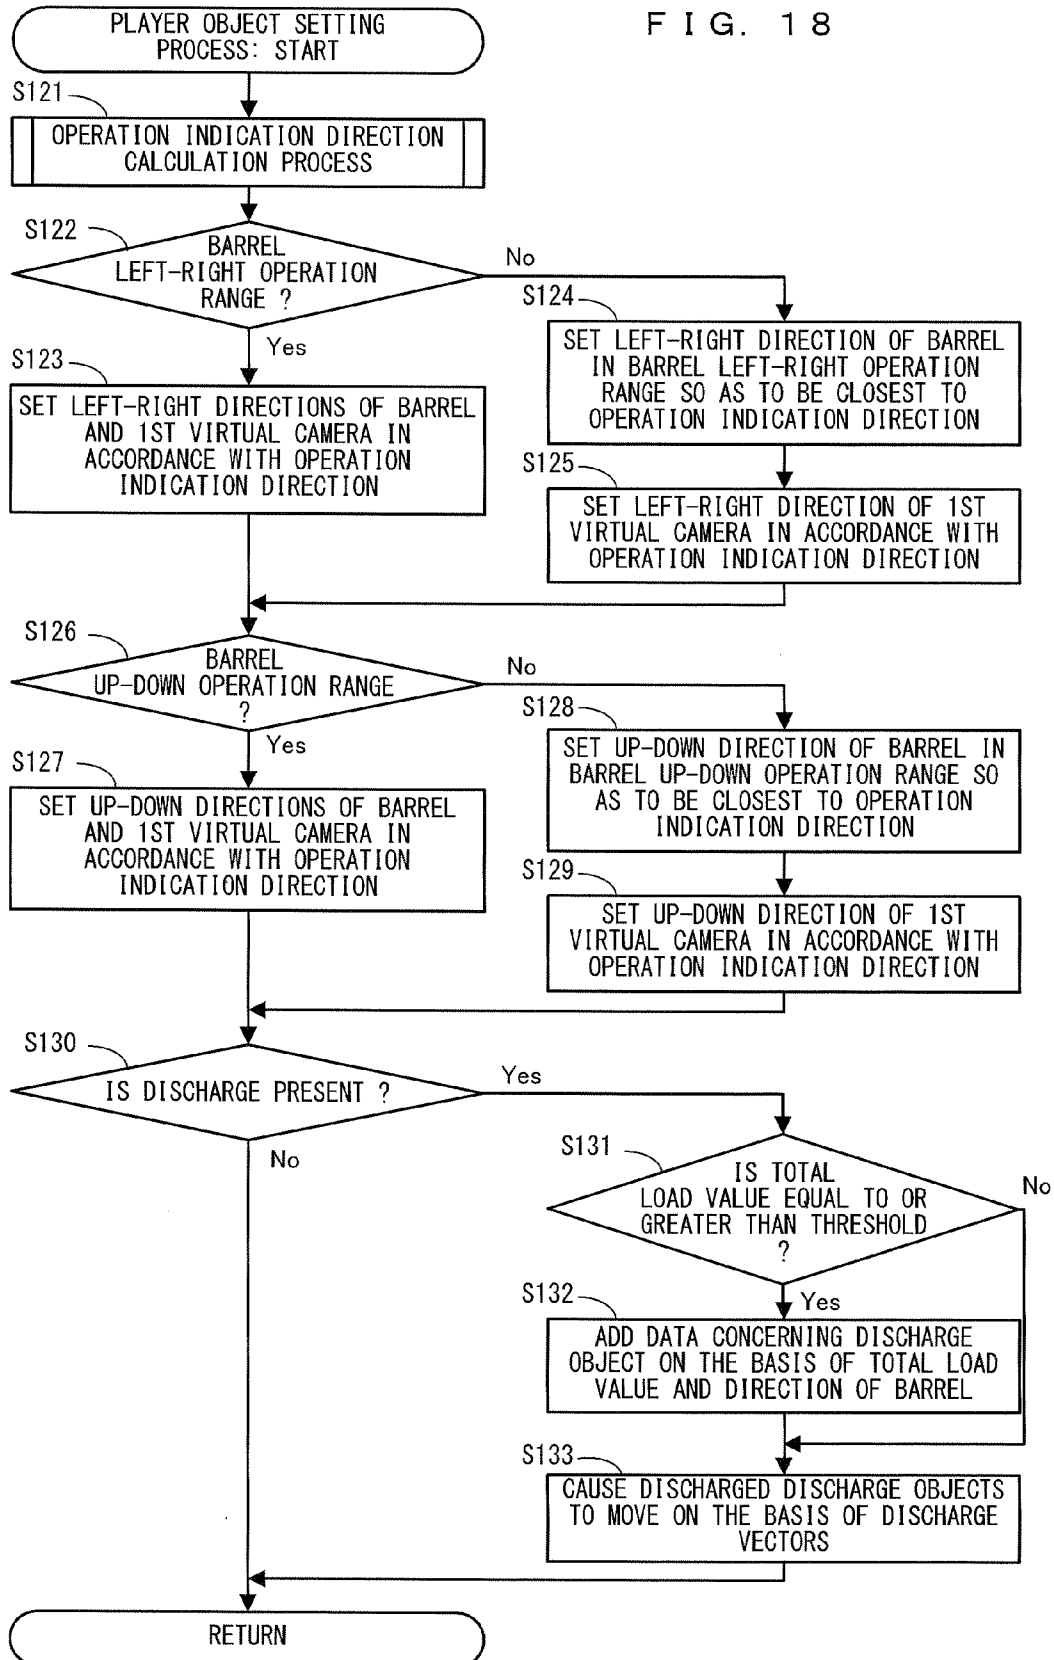 FIG. 18
PLAYER OBJECT SETTING
PROCESS: START
S121
OPERATION INDICATION DIRECTION
CALCULATION PROCESS
S122
BARREL
LEFT-RIGHT OPERATION
RANGE ?
No
Yes
S123
SET LEFT-RIGHT DIRECTIONS OF BARREL
AND 1ST VIRTUAL CAMERA IN
ACCORDANCE WITH OPERATION
INDICATION DIRECTION
S124
SET LEFT-RIGHT DIRECTION OF BARREL
IN BARREL LEFT-RIGHT OPERATION
RANGE SO AS TO BE CLOSEST TO
OPERATION INDICATION DIRECTION
S125
SET LEFT-RIGHT DIRECTION OF 1ST
VIRTUAL CAMERA IN ACCORDANCE WITH
OPERATION INDICATION DIRECTION
S126
BARREL
UP-DOWN OPERATION RANGE
?
No
Yes
S127
SET UP-DOWN DIRECTIONS OF BARREL
AND 1ST VIRTUAL CAMERA IN
ACCORDANCE WITH OPERATION
INDICATION DIRECTION
S128
SET UP-DOWN DIRECTION OF BARREL IN
BARREL UP-DOWN OPERATION RANGE SO
AS TO BE CLOSEST TO OPERATION
INDICATION DIRECTION
S129
SET UP-DOWN DIRECTION OF 1ST
VIRTUAL CAMERA IN ACCORDANCE WITH
OPERATION INDICATION DIRECTION
S130
IS DISCHARGE PRESENT ?
Yes
No
S131
IS TOTAL
LOAD VALUE EQUAL TO OR
GREATER THAN THRESHOLD
?
No
Yes
S132
ADD DATA CONCERNING DISCHARGE
OBJECT ON THE BASIS OF TOTAL LOAD
VALUE AND DIRECTION OF BARREL
S133
CAUSE DISCHARGED DISCHARGE OBJECTS
TO MOVE ON THE BASIS OF DISCHARGE
VECTORS
RETURN